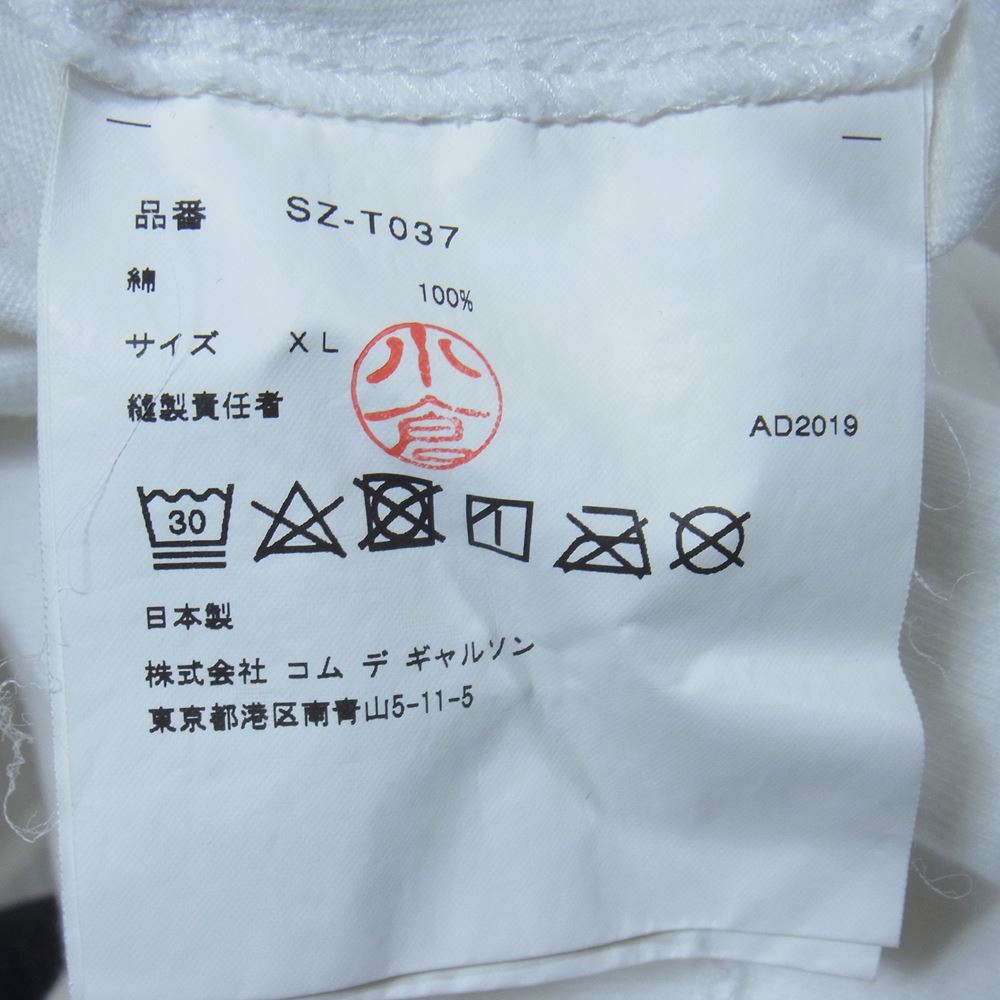 品番 SZ-T037
綿 100%
サイズ XL
縫製責任者 小倉
AD2019
30
日本製
株式会社 コム デ ギャルソン
東京都港区南青山5-11-5